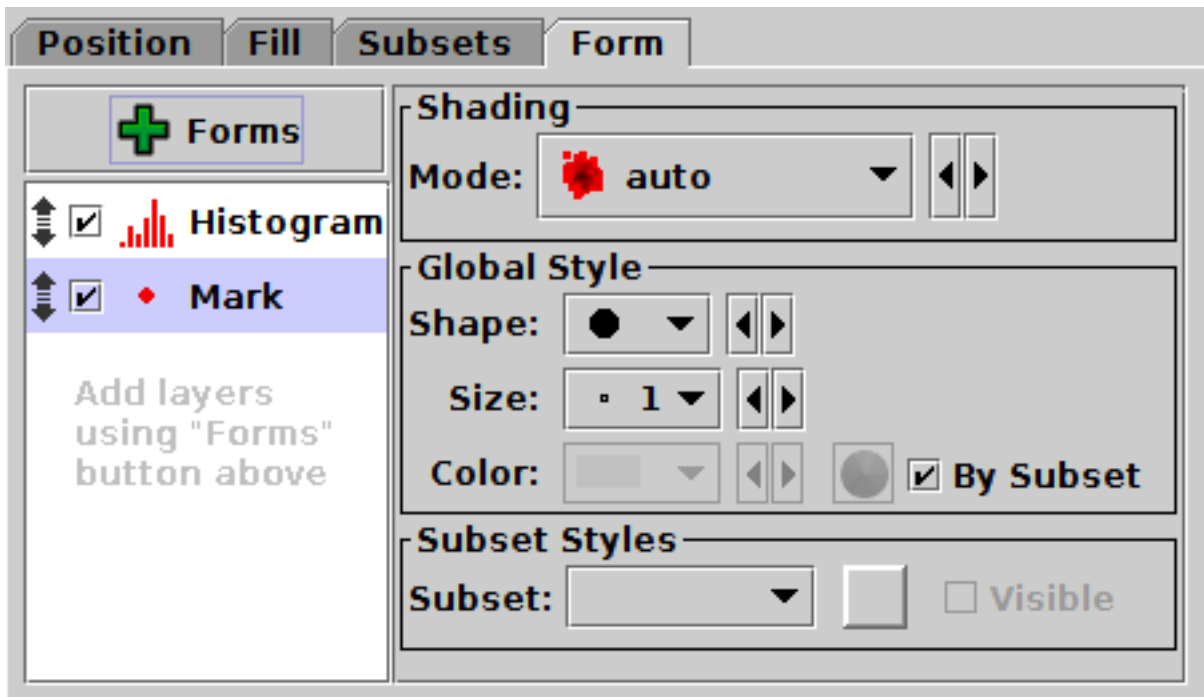 Position Fill Subsets Form
Forms
Histogram
Mark
Add layers
using "Forms"
button above
Shading
Mode: auto
Global Style
Shape:
Size: 1
Color: By Subset
Subset Styles
Subset: Visible